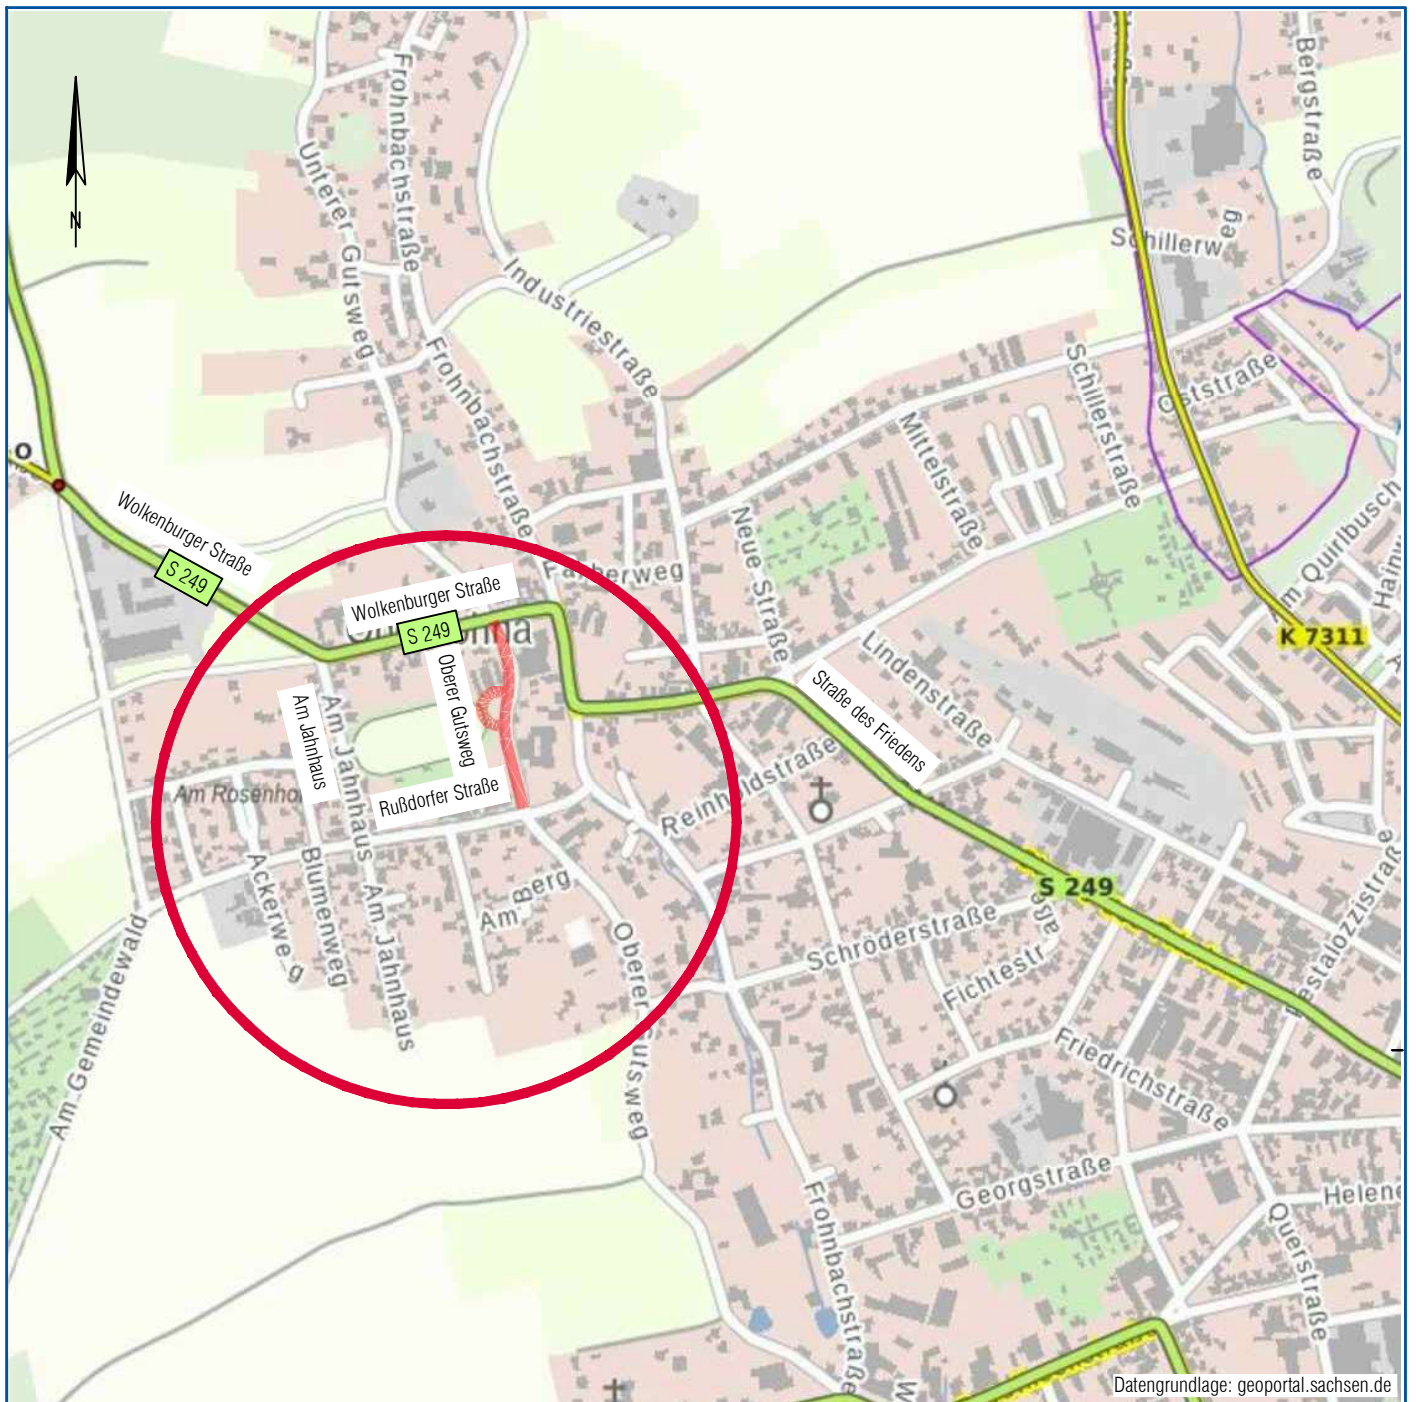 Frohnbachstraße
Bergstraße
Unterer Gutsweg
N
Schillerweg
Industriestraße
Frohnbachstraße
Schillerstraße
Oststraße
Mittelstraße
Wolkenburger Straße
S 249
Neue Straße
Färberweg
Wolkenburger Straße
S 249
K 7311
Lindenstraße
Oberer Gutsweg
Straße des Friedens
Am Jahnhaus
Am Jahnhaus
Reinholdstraße
Rußdorfer Straße
Ackerweg
Blumenweg
Am Jahnhaus
Am Berg
S 249
Oberer Gutsweg
Schröderstraße
Fichtestr
Am Gemeindewald
Friedrichstraße
Georgstraße
Querstraße
Frohnbachstraße
Datengrundlage: geoportal.sachsen.de